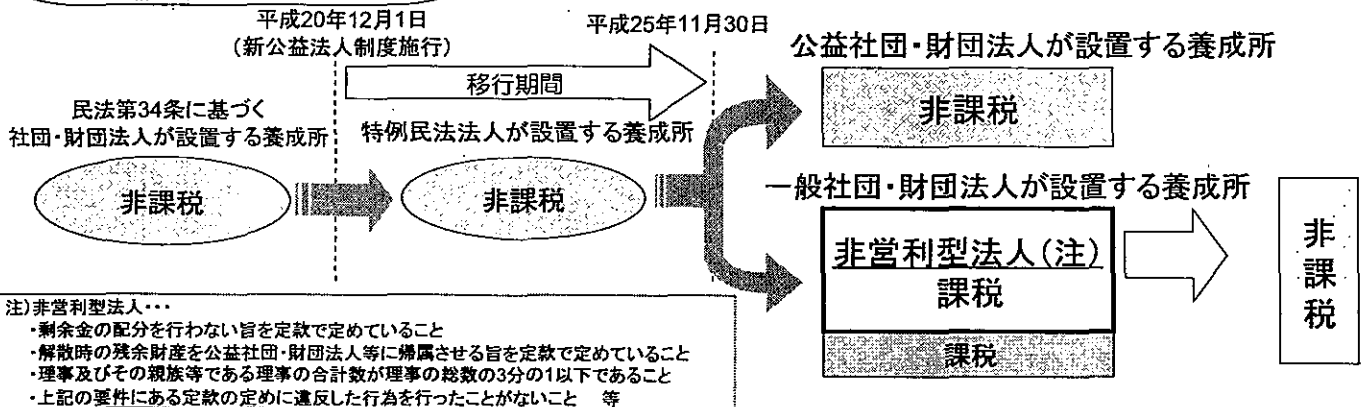 平成20年12月1日
(新公益法人制度施行)
平成25年11月30日
移行期間
民法第34条に基づく
社団・財団法人が設置する養成所
非課税
特例民法法人が設置する養成所
非課税
公益社団・財団法人が設置する養成所
非課税
一般社団・財団法人が設置する養成所
非営利型法人(注)
課税
課税
非課税
注)非営利型法人・・・
・剰余金の配分を行わない旨を定款で定めていること
・解散時の残余財産を公益社団・財団法人等に帰属させる旨を定款で定めていること
・理事及びその親族等である理事の合計数が理事の総数の3分の1以下であること
・上記の要件にある定款の定めに違反した行為を行ったことがないこと 等